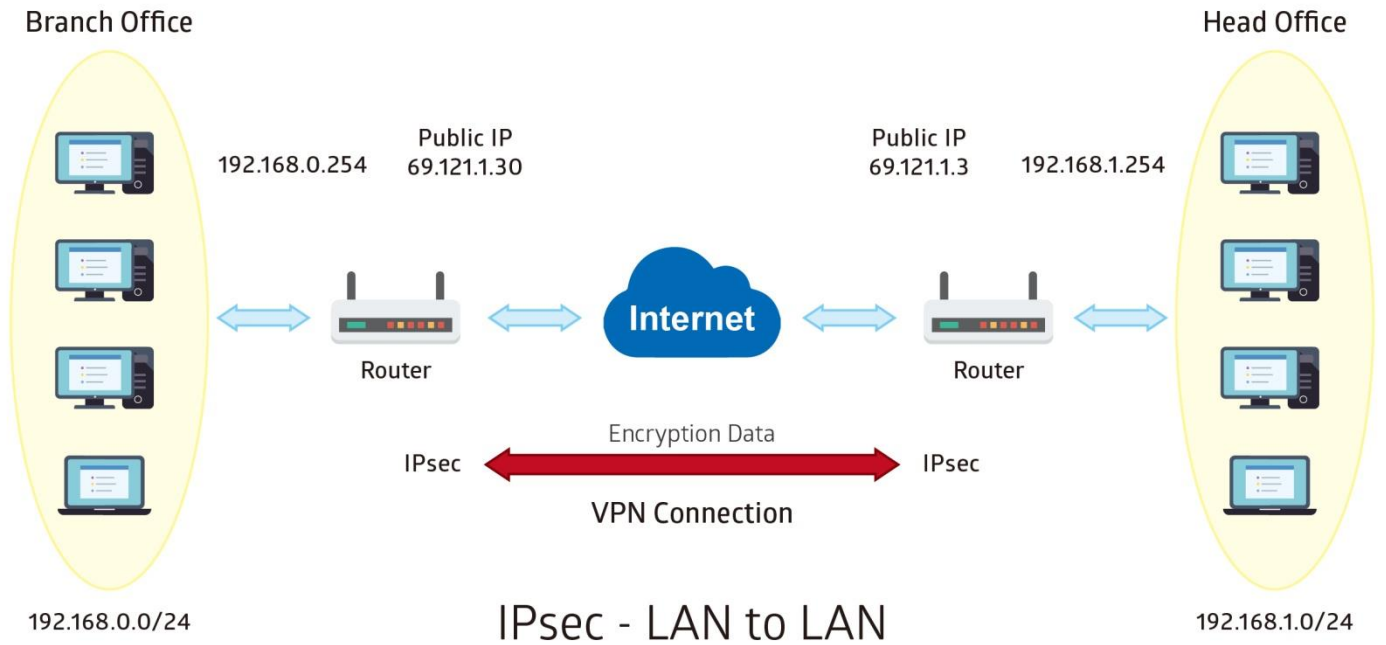 Branch Office
Head Office
Public IP
69.121.1.30
192.168.0.254
Public IP
69.121.1.3
192.168.1.254
Internet
Router
Router
Encryption Data
IPsec
IPsec
VPN Connection
192.168.0.0/24
IPsec - LAN to LAN
192.168.1.0/24